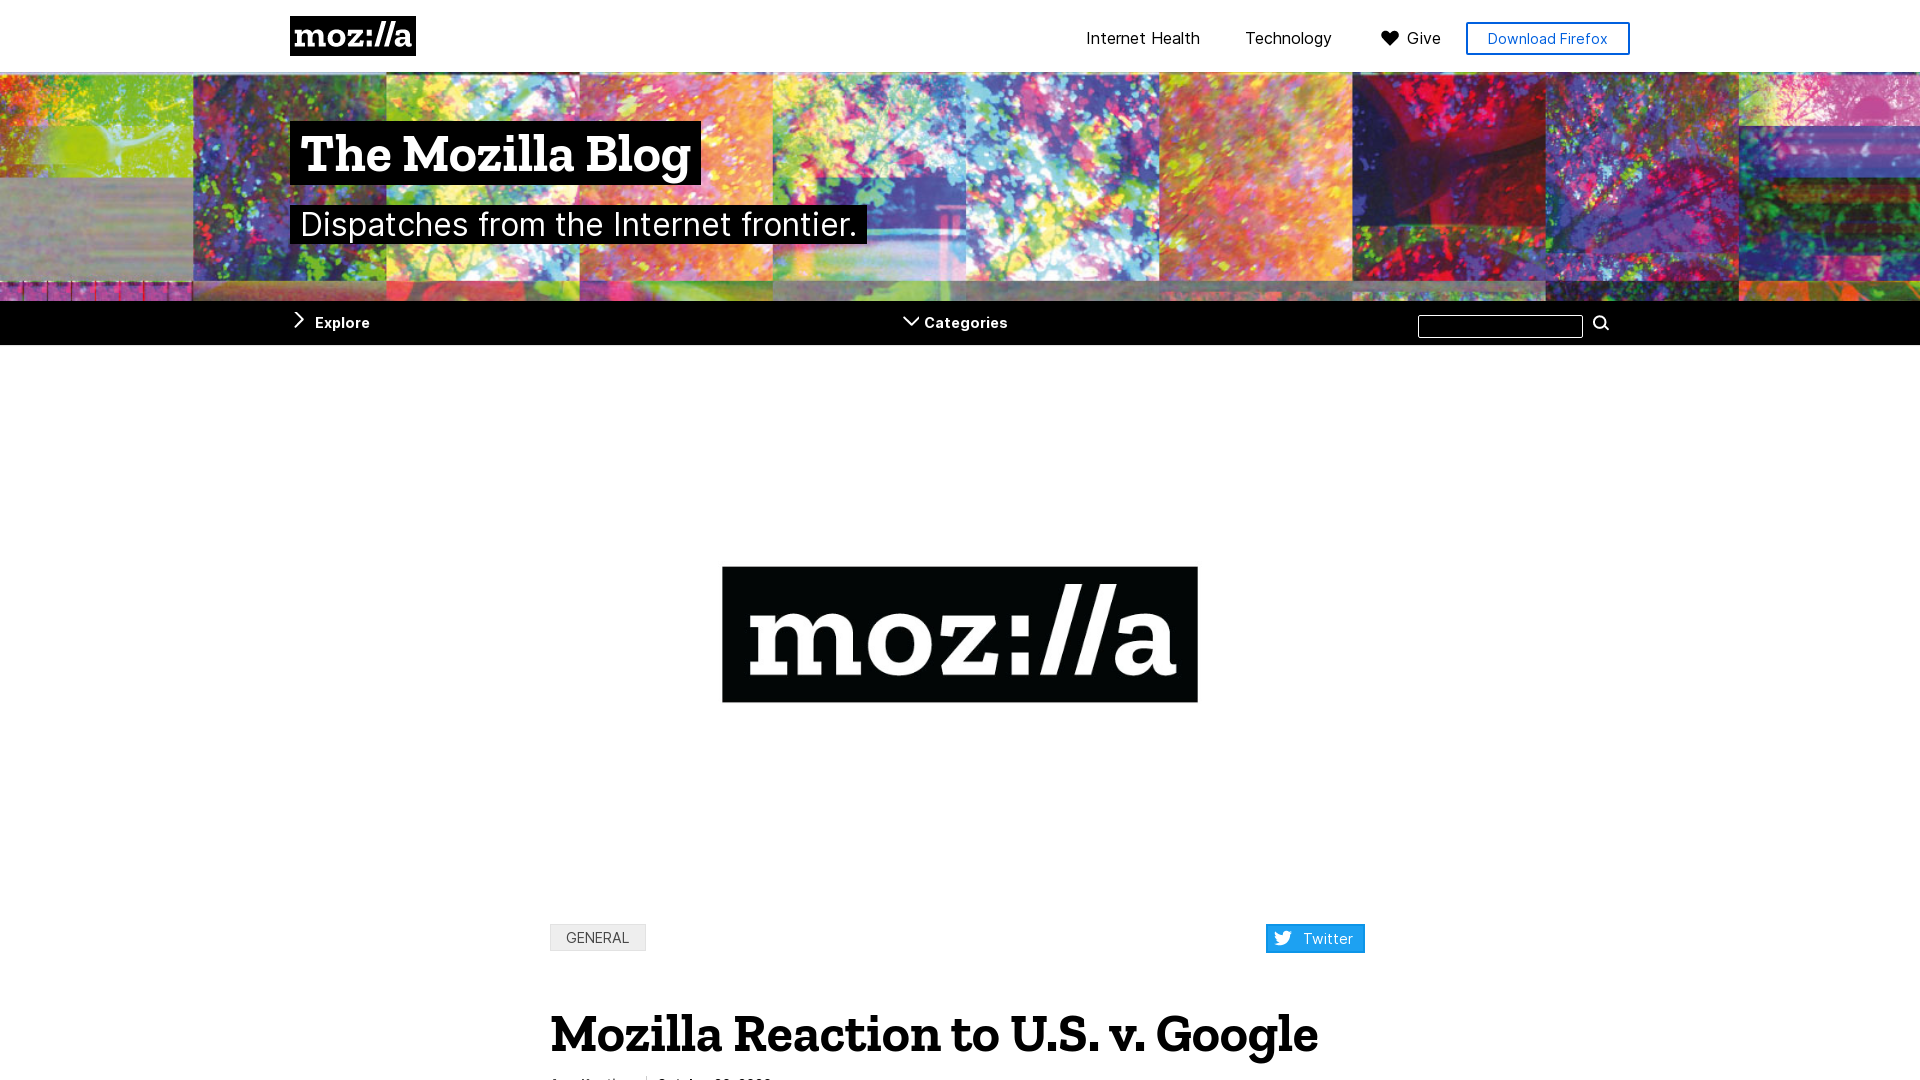 moz://a
Internet Health
Technology
Give
Download Firefox
The Mozilla Blog
Dispatches from the Internet frontier.
Explore
Categories
moz://a
GENERAL
Twitter
Mozilla Reaction to U.S. v. Google